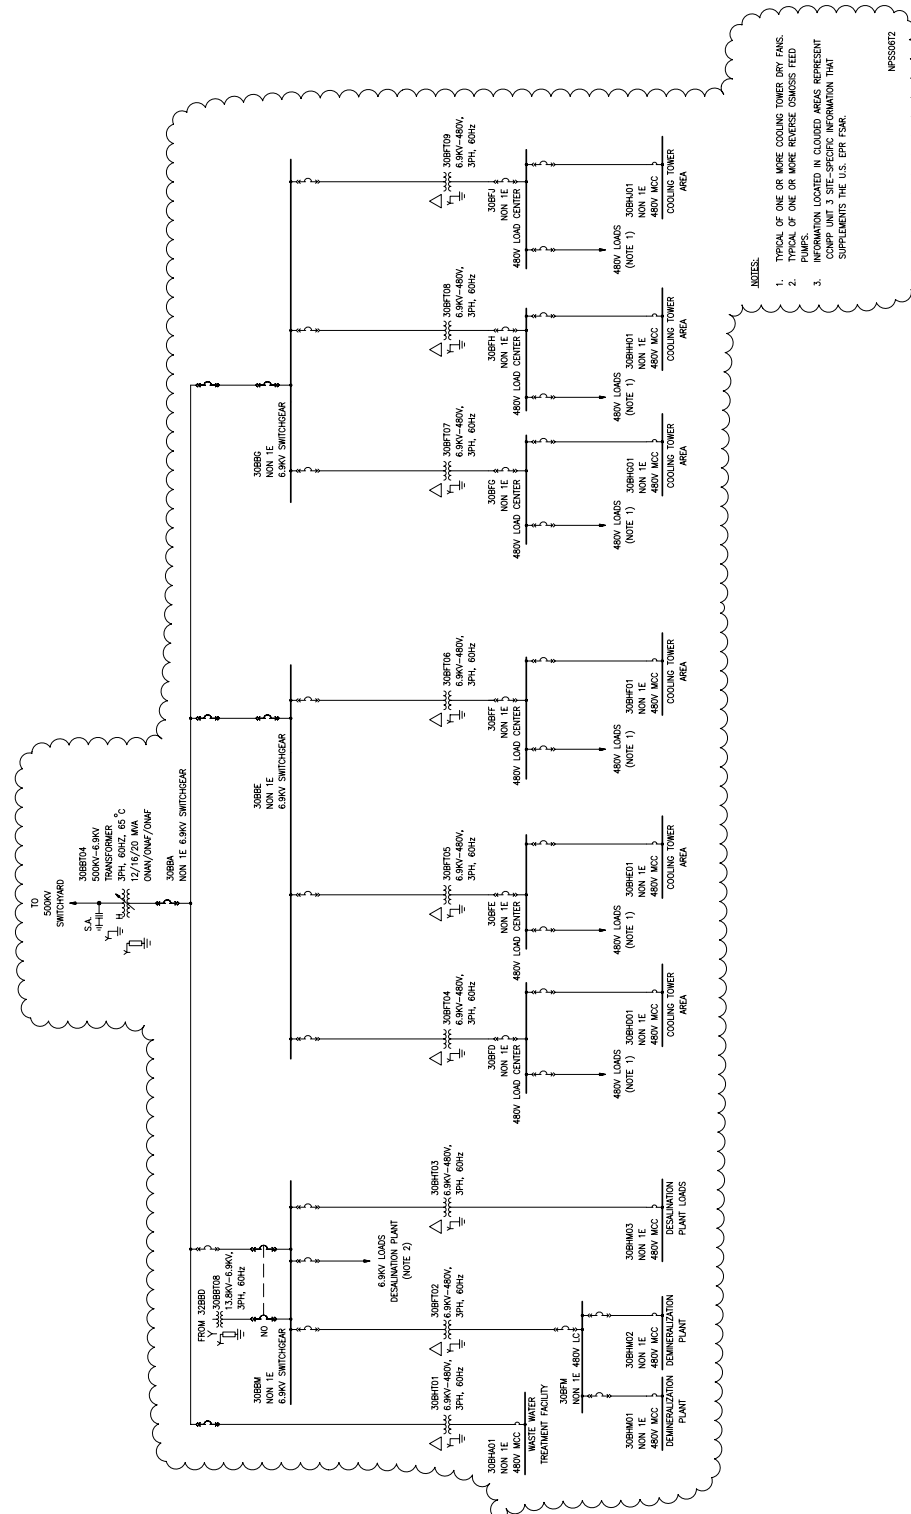 TO
500KV
SWITCHYARD
S.A.
H
Y
Y
30BBT04
500KV-6.9KV
TRANSFORMER
3PH, 60HZ, 65 °C
12/16/20 MVA
ONAN/ONAF/ONAF
30BBA
NON 1E 6.9KV SWITCHGEAR
FROM 32BBD
Y
Y
30BBT08
13.8KV-6.9KV,
3PH, 60Hz
NO
30BBM
NON 1E
6.9KV SWITCHGEAR
30BBE
NON 1E
6.9KV SWITCHGEAR
30BBG
NON 1E
6.9KV SWITCHGEAR
6.9KV LOADS
DESALINATION PLANT
(NOTE 2)
30BHT01
6.9KV-480V,
3PH, 60Hz
Y
30BFT02
6.9KV-480V,
3PH, 60Hz
Y
30BHT03
6.9KV-480V,
3PH, 60Hz
Y
30BFT04
6.9KV-480V,
3PH, 60Hz
Y
30BFT05
6.9KV-480V,
3PH, 60Hz
Y
30BFT06
6.9KV-480V,
3PH, 60Hz
Y
30BFT07
6.9KV-480V,
3PH, 60Hz
Y
30BFT08
6.9KV-480V,
3PH, 60Hz
Y
30BFT09
6.9KV-480V,
3PH, 60Hz
Y
30BHA01
NON 1E
480V MCC
WASTE WATER
TREATMENT FACILITY
30BFM
NON 1E 480V LC
30BFD
NON 1E
480V LOAD CENTER
30BFE
NON 1E
480V LOAD CENTER
30BFF
NON 1E
480V LOAD CENTER
30BFG
NON 1E
480V LOAD CENTER
30BFH
NON 1E
480V LOAD CENTER
30BFJ
NON 1E
480V LOAD CENTER
30BHM01
NON 1E
480V MCC
DEMINERALIZATION
PLANT
30BHM02
NON 1E
480V MCC
DEMINERALIZATION
PLANT
30BHM03
NON 1E
480V MCC
DESALINATION
PLANT LOADS
480V LOADS
(NOTE 1)
30BHD01
NON 1E
480V MCC
COOLING TOWER
AREA
480V LOADS
(NOTE 1)
30BHE01
NON 1E
480V MCC
COOLING TOWER
AREA
480V LOADS
(NOTE 1)
30BHF01
NON 1E
480V MCC
COOLING TOWER
AREA
480V LOADS
(NOTE 1)
30BHG01
NON 1E
480V MCC
COOLING TOWER
AREA
480V LOADS
(NOTE 1)
30BHH01
NON 1E
480V MCC
COOLING TOWER
AREA
480V LOADS
(NOTE 1)
30BHJ01
NON 1E
480V MCC
COOLING TOWER
AREA
NOTES:
1. TYPICAL OF ONE OR MORE COOLING TOWER DRY FANS.
2. TYPICAL OF ONE OR MORE REVERSE OSMOSIS FEED
PUMPS.
3. INFORMATION LOCATED IN CLOUDED AREAS REPRESENT
CCNPP UNIT 3 SITE-SPECIFIC INFORMATION THAT
SUPPLEMENTS THE U.S. EPR FSAR.
NPSS06T2